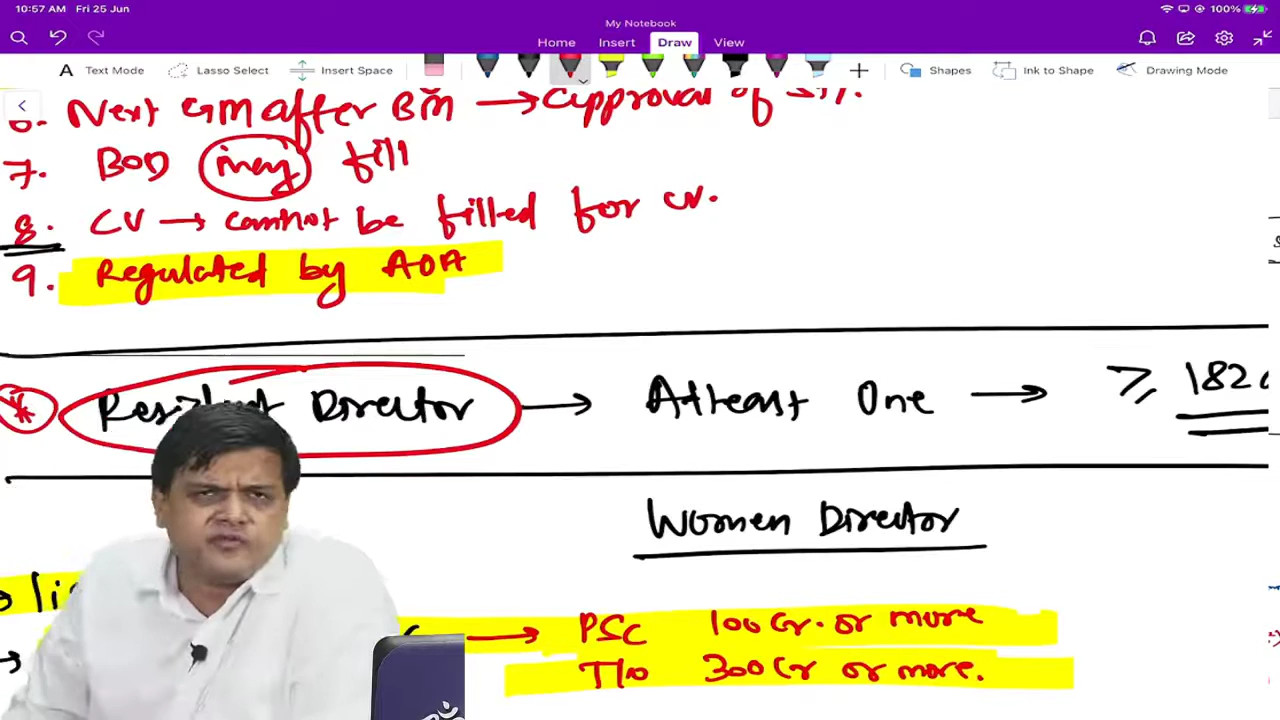 10:57 AM Fri 25 Jun
100%
My Notebook
Home Insert Draw View
Text Mode Lasso Select Insert Space Shapes Ink to Shape Drawing Mode
6. Next GM after BM → Approval of
7. BOD may fill
8. CV → cannot be filled for CV.
9. Regulated by AOA
Resident Director → Atleast One → ≥ 182
Women Director
→ PSC 100 Cr. or more
T/o 300 Cr or more.